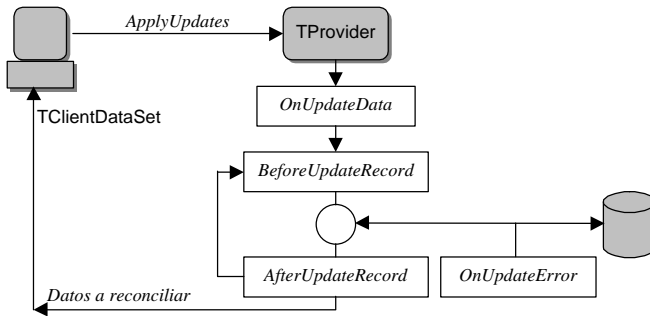 ApplyUpdates
TProvider
OnUpdateData
TClientDataSet
BeforeUpdateRecord
AfterUpdateRecord
OnUpdateError
Datos a reconciliar